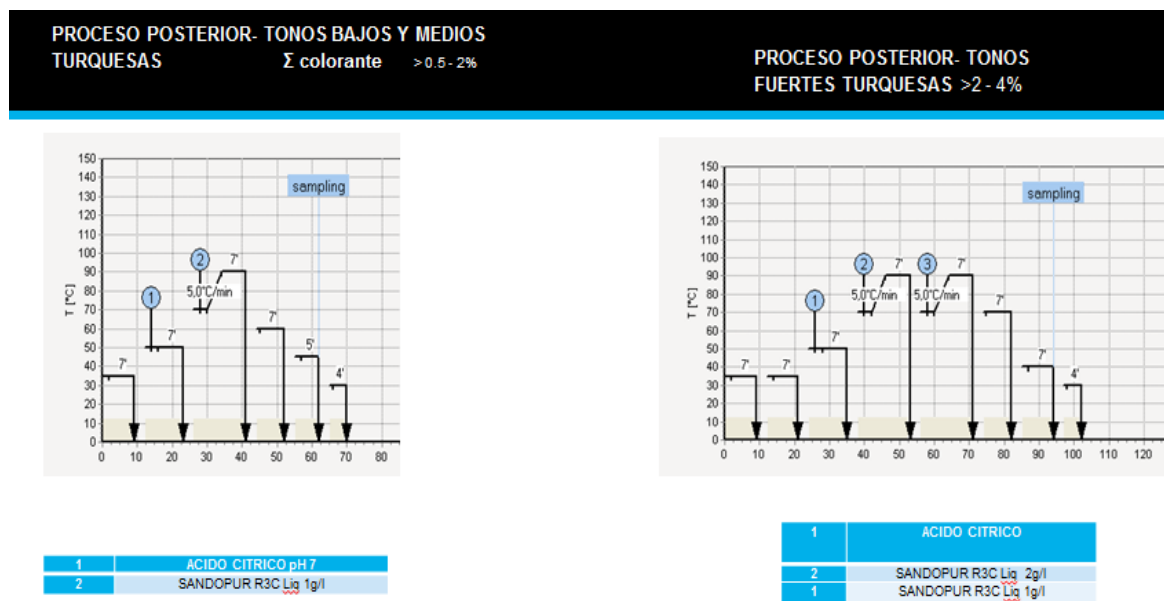 PROCESO POSTERIOR- TONOS BAJOS Y MEDIOS
TURQUESAS Σ colorante >0.5 - 2%
PROCESO POSTERIOR- TONOS
FUERTES TURQUESAS >2 - 4%
150
140
130
120
110
100
90
80
70
60
50
40
30
20
10
0
T [°C]
0 10 20 30 40 50 60 70 80
sampling
1
2
5,0°C/min
7'
7'
7'
7'
5'
4'
150
140
130
120
110
100
90
80
70
60
50
40
30
20
10
0
T [°C]
0 10 20 30 40 50 60 70 80 90 100 110 120
sampling
1
2
3
5,0°C/min
5,0°C/min
7'
7'
7'
7'
7'
7'
7'
4'
1 ACIDO CITRICO pH 7
2 SANDOPUR R3C Liq 1g/l
1 ACIDO CITRICO
2 SANDOPUR R3C Liq 2g/l
1 SANDOPUR R3C Liq 1g/l